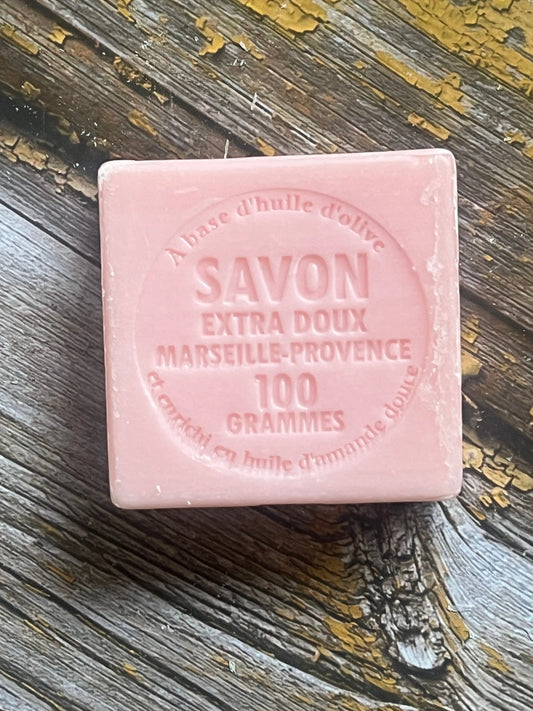 A base d'huile d'olive
SAVON
EXTRA DOUX
MARSEILLE-PROVENCE
100
GRAMMES
et enrichi en huile d'amande douce